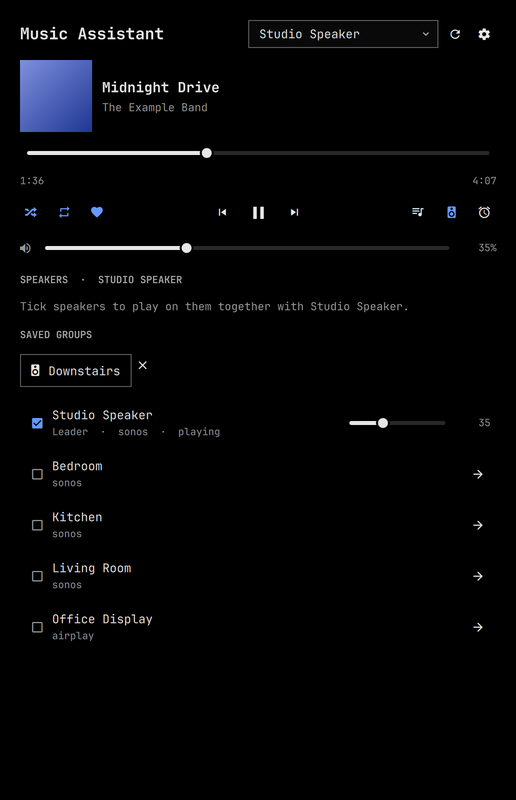 Music Assistant
Studio Speaker
Midnight Drive
The Example Band
1:36
4:07
35%
SPEAKERS · STUDIO SPEAKER
Tick speakers to play on them together with Studio Speaker.
SAVED GROUPS
Downstairs
Studio Speaker
Leader · sonos · playing
35
Bedroom
sonos
Kitchen
sonos
Living Room
sonos
Office Display
airplay